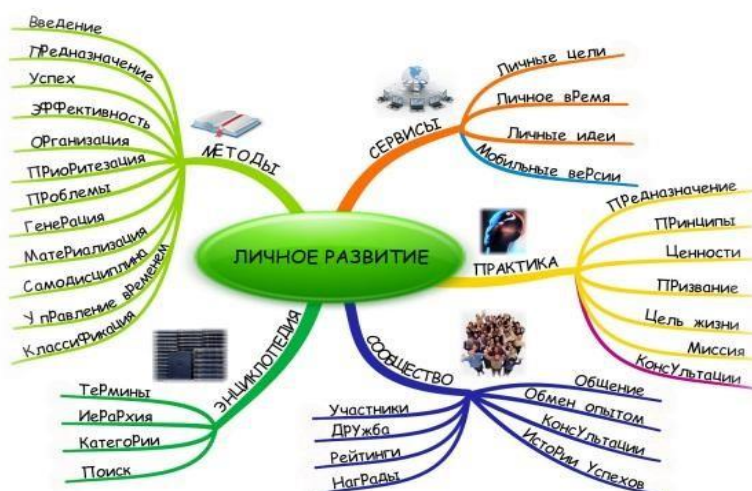 ЛИЧНОЕ РАЗВИТИЕ
МЕТОДЫ
Введение
Предназначение
Успех
Эффективность
Организация
Приоритезация
Проблемы
Генерация
Материализация
Самодисциплина
Управление временем
Классификация
СЕРВИСЫ
Личные цели
Личное время
Личные идеи
Мобильные версии
ПРАКТИКА
Предназначение
Принципы
Ценности
Призвание
Цель жизни
Миссия
Консультации
СООБЩЕСТВО
Общение
Обмен опытом
Консультации
Истории Успехов
Участники
Дружба
Рейтинги
Награды
ЭНЦИКЛОПЕДИЯ
Термины
Иерархия
Категории
Поиск